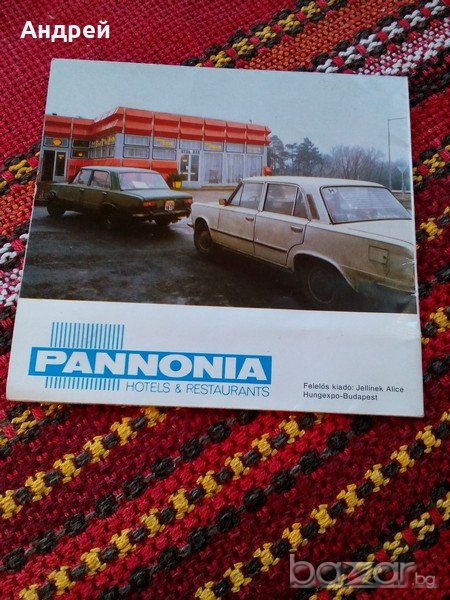 Андрей
PANNONIA
HOTELS & RESTAURANTS
Felelős kiadó: Jellinek Alice
Hungexpo-Budapest
bazar.bg